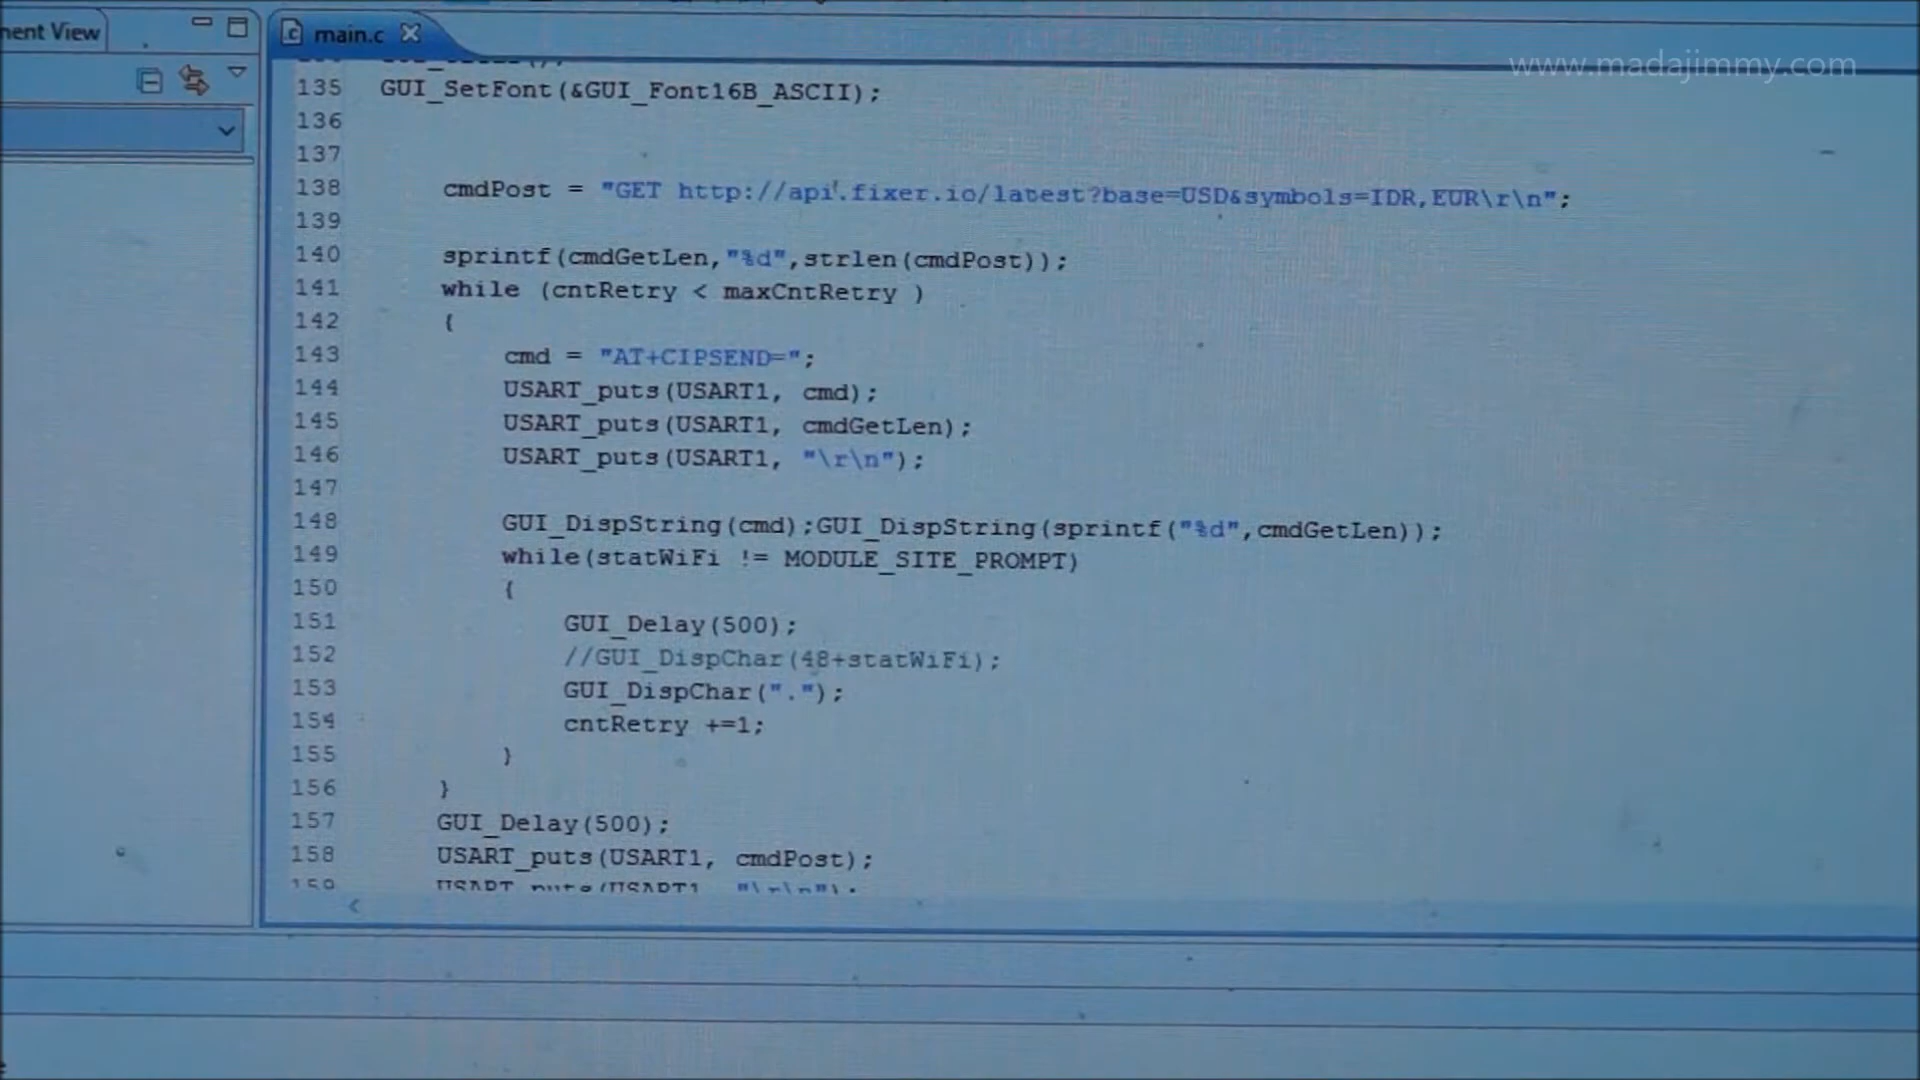 nent View
main.c
www.madajimmy.com
135 GUI_SetFont(&GUI_Font16B_ASCII);
136
137
138 cmdPost = "GET http://api.fixer.io/latest?base=USD&symbols=IDR,EUR\r\n";
139
140 sprintf(cmdGetLen,"%d",strlen(cmdPost));
141 while (cntRetry < maxCntRetry )
142 {
143 cmd = "AT+CIPSEND=";
144 USART_puts(USART1, cmd);
145 USART_puts(USART1, cmdGetLen);
146 USART_puts(USART1, "\r\n");
147
148 GUI_DispString(cmd);GUI_DispString(sprintf("%d",cmdGetLen));
149 while(statWiFi != MODULE_SITE_PROMPT)
150 {
151 GUI_Delay(500);
152 //GUI_DispChar(48+statWiFi);
153 GUI_DispChar(".");
154 cntRetry +=1;
155 }
156 }
157 GUI_Delay(500);
158 USART_puts(USART1, cmdPost);
159 USART_puts(USART1, "\r\n");